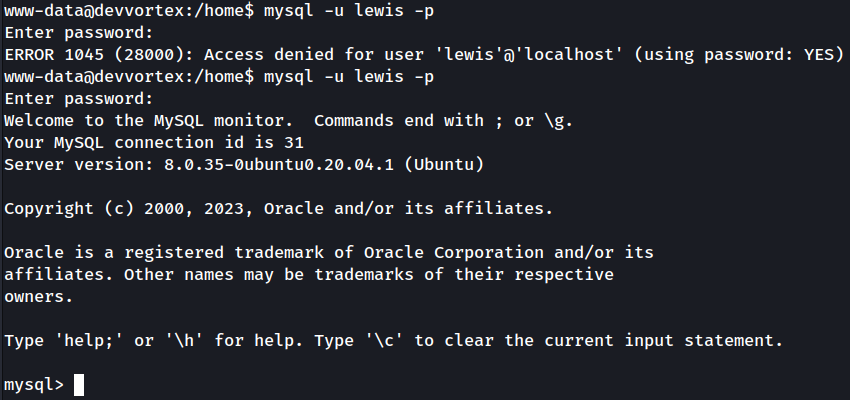 www-data@devvortex:/home$ mysql -u lewis -p
Enter password:
ERROR 1045 (28000): Access denied for user 'lewis'@'localhost' (using password: YES)
www-data@devvortex:/home$ mysql -u lewis -p
Enter password:
Welcome to the MySQL monitor.  Commands end with ; or \g.
Your MySQL connection id is 31
Server version: 8.0.35-0ubuntu0.20.04.1 (Ubuntu)

Copyright (c) 2000, 2023, Oracle and/or its affiliates.

Oracle is a registered trademark of Oracle Corporation and/or its
affiliates. Other names may be trademarks of their respective
owners.

Type 'help;' or '\h' for help. Type '\c' to clear the current input statement.

mysql>